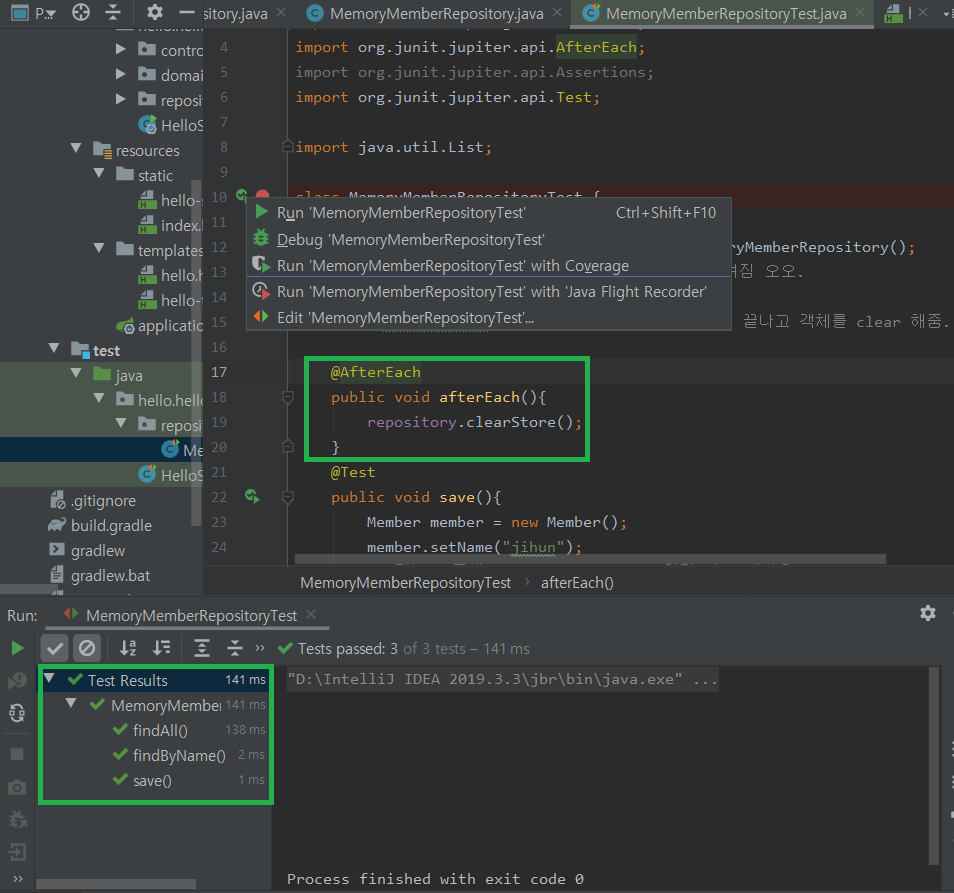 P...
sitory.java
MemoryMemberRepository.java
MemoryMemberRepositoryTest.java
contro
domai
reposi
HelloS
resources
static
hello-
index.
templates
hello.h
hello-
applicatio
test
java
hello.hell
reposi
Me
HelloS
.gitignore
build.gradle
gradlew
gradlew.bat
4 import org.junit.jupiter.api.AfterEach;
5 import org.junit.jupiter.api.Assertions;
6 import org.junit.jupiter.api.Test;
7
8 import java.util.List;
9
10 class MemoryMemberRepositoryTest {
11
12 ryMemberRepository();
13 겨짐 오오.
14
15 끝나고 객체를 clear 해줌.
16
Run 'MemoryMemberRepositoryTest' Ctrl+Shift+F10
Debug 'MemoryMemberRepositoryTest'
Run 'MemoryMemberRepositoryTest' with Coverage
Run 'MemoryMemberRepositoryTest' with 'Java Flight Recorder'
Edit 'MemoryMemberRepositoryTest'...
17 @AfterEach
18 public void afterEach(){
19 repository.clearStore();
20 }
21 @Test
22 public void save(){
23 Member member = new Member();
24 member.setName("jihun");
MemoryMemberRepositoryTest > afterEach()
Run: MemoryMemberRepositoryTest
Tests passed: 3 of 3 tests – 141 ms
Test Results 141 ms
MemoryMember 141 ms
findAll() 138 ms
findByName() 2 ms
save() 1 ms
"D:\IntelliJ IDEA 2019.3.3\jbr\bin\java.exe" ...
Process finished with exit code 0